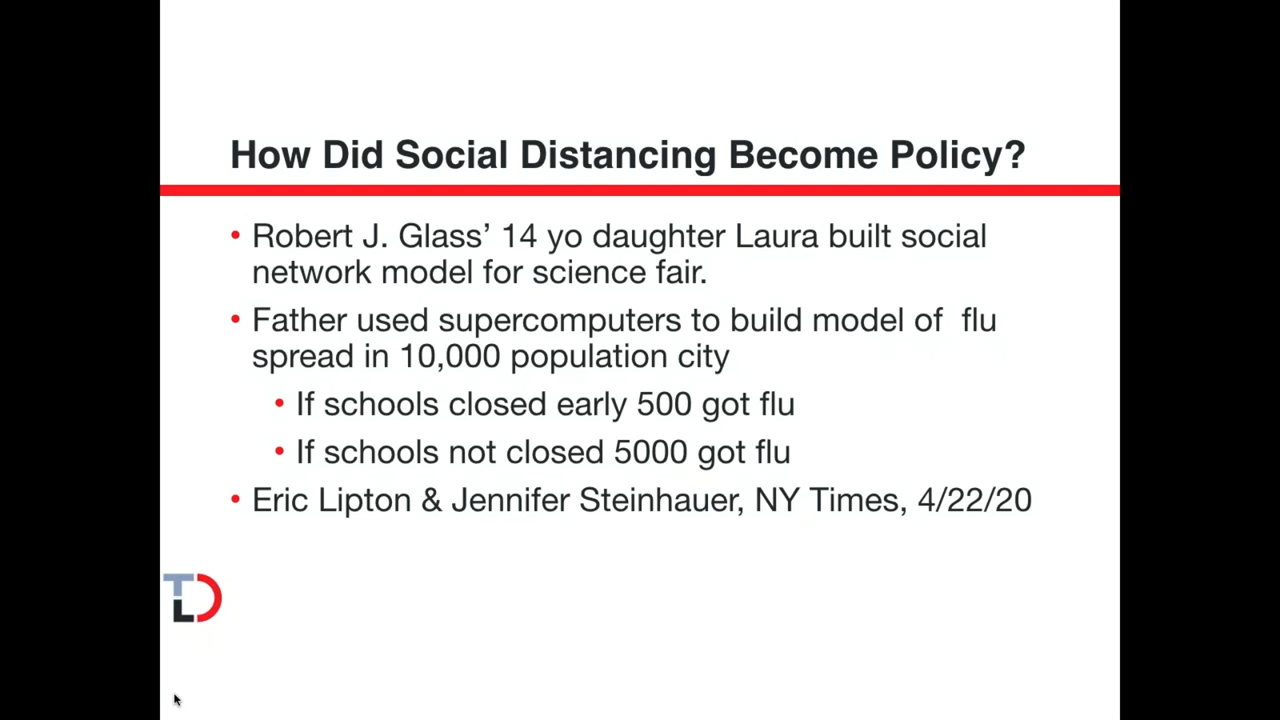 How Did Social Distancing Become Policy?
• Robert J. Glass’ 14 yo daughter Laura built social
network model for science fair.
• Father used supercomputers to build model of  flu
spread in 10,000 population city
• If schools closed early 500 got flu
• If schools not closed 5000 got flu
• Eric Lipton & Jennifer Steinhauer, NY Times, 4/22/20
TLD